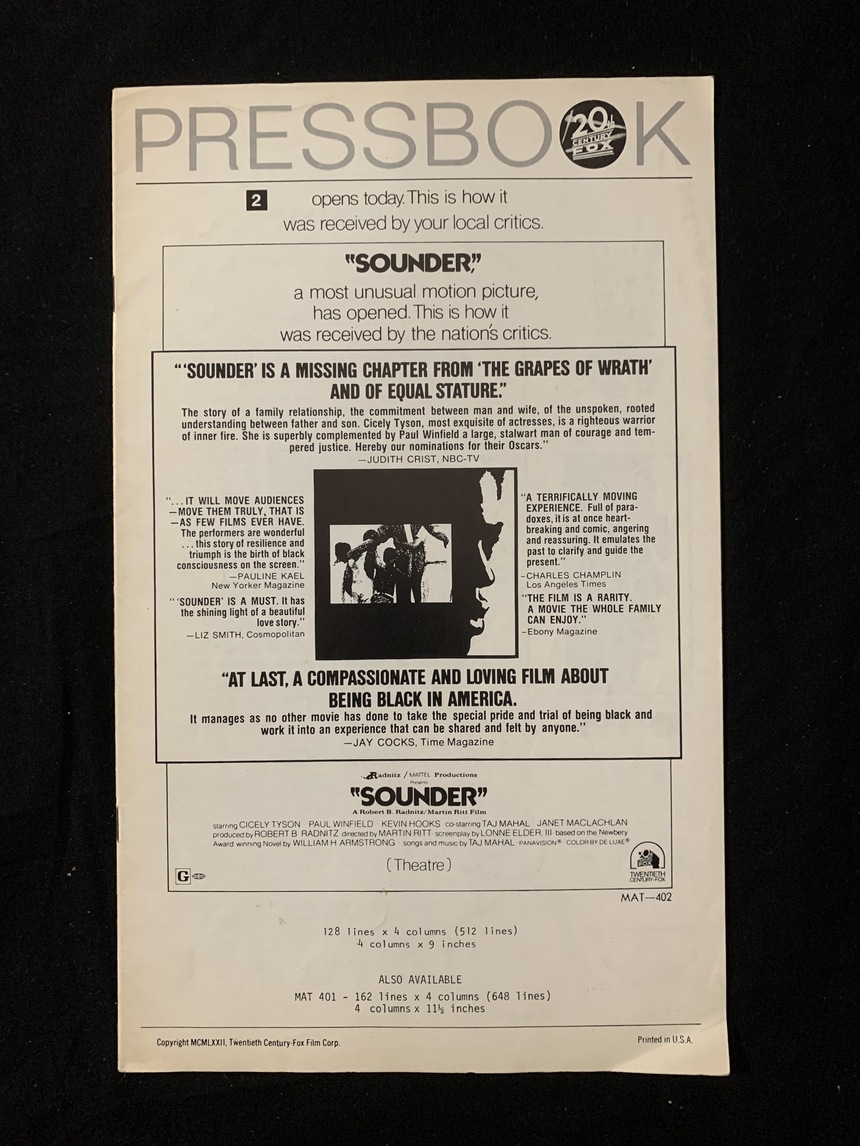 PRESSBOOK
20th
CENTURY
FOX
2
opens today. This is how it
was received by your local critics.
"SOUNDER,"
a most unusual motion picture,
has opened. This is how it
was received by the nation's critics.
"'SOUNDER' IS A MISSING CHAPTER FROM 'THE GRAPES OF WRATH'
AND OF EQUAL STATURE."
The story of a family relationship, the commitment between man and wife, of the unspoken, rooted
understanding between father and son. Cicely Tyson, most exquisite of actresses, is a righteous warrior
of inner fire. She is superbly complemented by Paul Winfield a large, stalwart man of courage and tem-
pered justice. Hereby our nominations for their Oscars."
—JUDITH CRIST, NBC-TV
"...IT WILL MOVE AUDIENCES
—MOVE THEM TRULY, THAT IS
—AS FEW FILMS EVER HAVE.
The performers are wonderful
...this story of resilience and
triumph is the birth of black
consciousness on the screen."
—PAULINE KAEL
New Yorker Magazine
"'SOUNDER' IS A MUST. It has
the shining light of a beautiful
love story."
—LIZ SMITH, Cosmopolitan
"A TERRIFICALLY MOVING
EXPERIENCE. Full of para-
doxes, it is at once heart-
breaking and comic, angering
and reassuring. It emulates the
past to clarify and guide the
present."
-CHARLES CHAMPLIN
Los Angeles Times
"THE FILM IS A RARITY.
A MOVIE THE WHOLE FAMILY
CAN ENJOY."
-Ebony Magazine
"AT LAST, A COMPASSIONATE AND LOVING FILM ABOUT
BEING BLACK IN AMERICA.
It manages as no other movie has done to take the special pride and trial of being black and
work it into an experience that can be shared and felt by anyone."
—JAY COCKS, Time Magazine
Radnitz / MATTEL Productions
Presents
"SOUNDER"
A Robert B. Radnitz/Martin Ritt Film
starring CICELY TYSON · PAUL WINFIELD · KEVIN HOOKS · co-starring TAJ MAHAL · JANET MACLACHLAN
produced by ROBERT B. RADNITZ directed by MARTIN RITT screenplay by LONNE ELDER, III based on the Newbery
Award winning Novel by WILLIAM H. ARMSTRONG · songs and music by TAJ MAHAL PANAVISION® COLOR BY DE LUXE®
(Theatre)
G
TWENTIETH
CENTURY-FOX
MAT—402
128 lines x 4 columns (512 lines)
4 columns x 9 inches
ALSO AVAILABLE
MAT 401 - 162 lines x 4 columns (648 lines)
4 columns x 11½ inches
Copyright MCMLXXII, Twentieth Century-Fox Film Corp.
Printed in U.S.A.